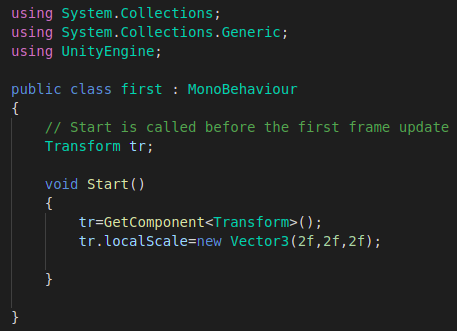 using System.Collections;
using System.Collections.Generic;
using UnityEngine;
public class first : MonoBehaviour
{
// Start is called before the first frame update
Transform tr;
void Start()
{
tr=GetComponent<Transform>();
tr.localScale=new Vector3(2f,2f,2f);
}
}